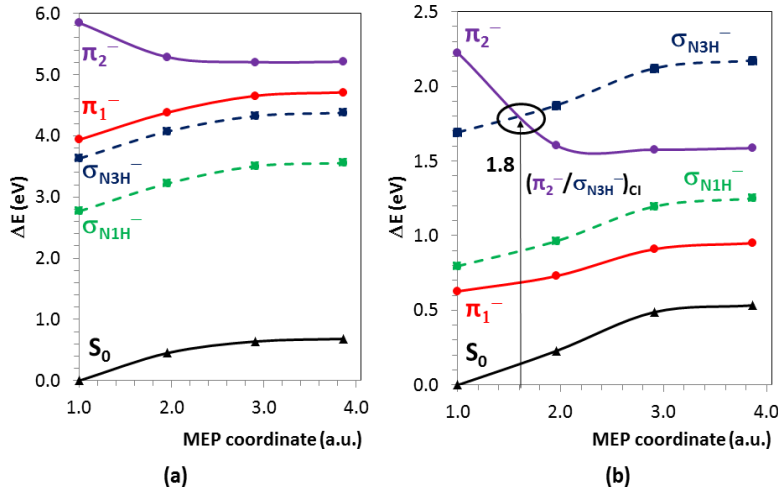 6.0
5.0
4.0
3.0
2.0
1.0
0.0
ΔE (eV)
π₂⁻
π₁⁻
σN3H⁻
σN1H⁻
S₀
1.0 2.0 3.0 4.0
MEP coordinate (a.u.)
(a)
2.5
2.0
1.5
1.0
0.5
0.0
ΔE (eV)
π₂⁻
σN3H⁻
1.8
(π₂⁻/σN3H⁻)CI
σN1H⁻
π₁⁻
S₀
1.0 2.0 3.0 4.0
MEP coordinate (a.u.)
(b)